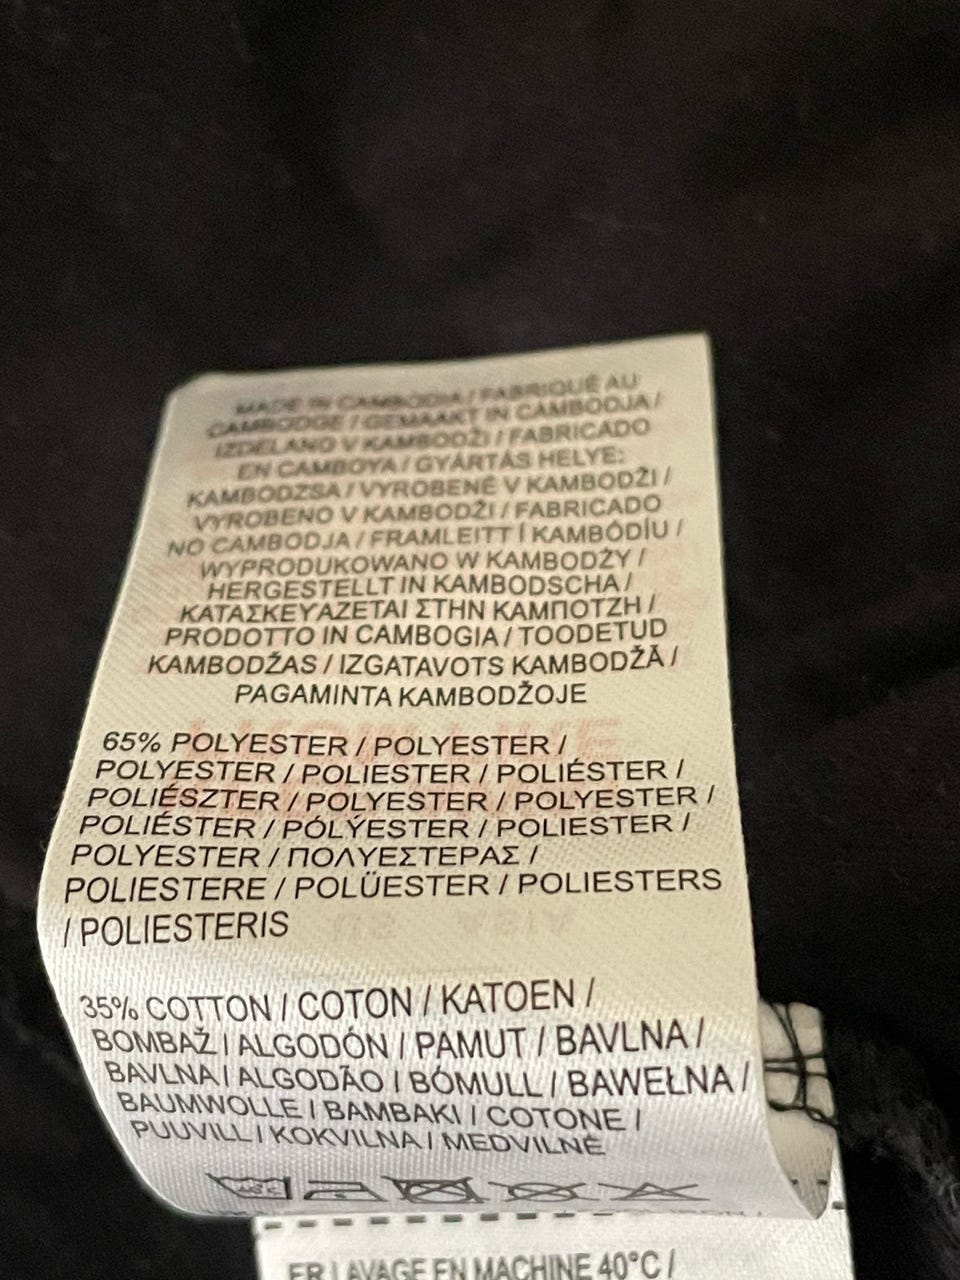 MADE IN CAMBODIA / FABRIQUÉ AU
CAMBODGE / GEMAAKT IN CAMBODJA /
IZDELANO V KAMBODŽI / FABRICADO
EN CAMBOYA / GYÁRTÁS HELYE:
KAMBODZSA / VYROBENÉ V KAMBODŽI /
VYROBENO V KAMBODŽI / FABRICADO
NO CAMBODJA / FRAMLEITT Í KAMBÓDÍU /
WYPRODUKOWANO W KAMBODŻY /
HERGESTELLT IN KAMBODSCHA /
ΚΑΤΑΣΚΕΥΑΖΕΤΑΙ ΣΤΗΝ ΚΑΜΠΟΤΖΗ /
PRODOTTO IN CAMBOGIA / TOODETUD
KAMBODŽAS / IZGATAVOTS KAMBODŽĀ /
PAGAMINTA KAMBODŽOJE
65% POLYESTER / POLYESTER /
POLYESTER / POLIESTER / POLIÉSTER /
POLIÉSZTER / POLYESTER / POLYESTER /
POLIÉSTER / PÓLÝESTER / POLIESTER /
POLYESTER / ΠΟΛΥΕΣΤΕΡΑΣ /
POLIESTERE / POLÜESTER / POLIESTERS
/ POLIESTERIS
35% COTTON / COTON / KATOEN /
BOMBAŽ / ALGODÓN / PAMUT / BAVLNA /
BAVLNA / ALGODÃO / BÓMULL / BAWEŁNA /
BAUMWOLLE / BAMBAKI / COTONE /
PUUVILL / KOKVILNA / MEDVILNĖ
FR LAVAGE EN MACHINE 40°C /